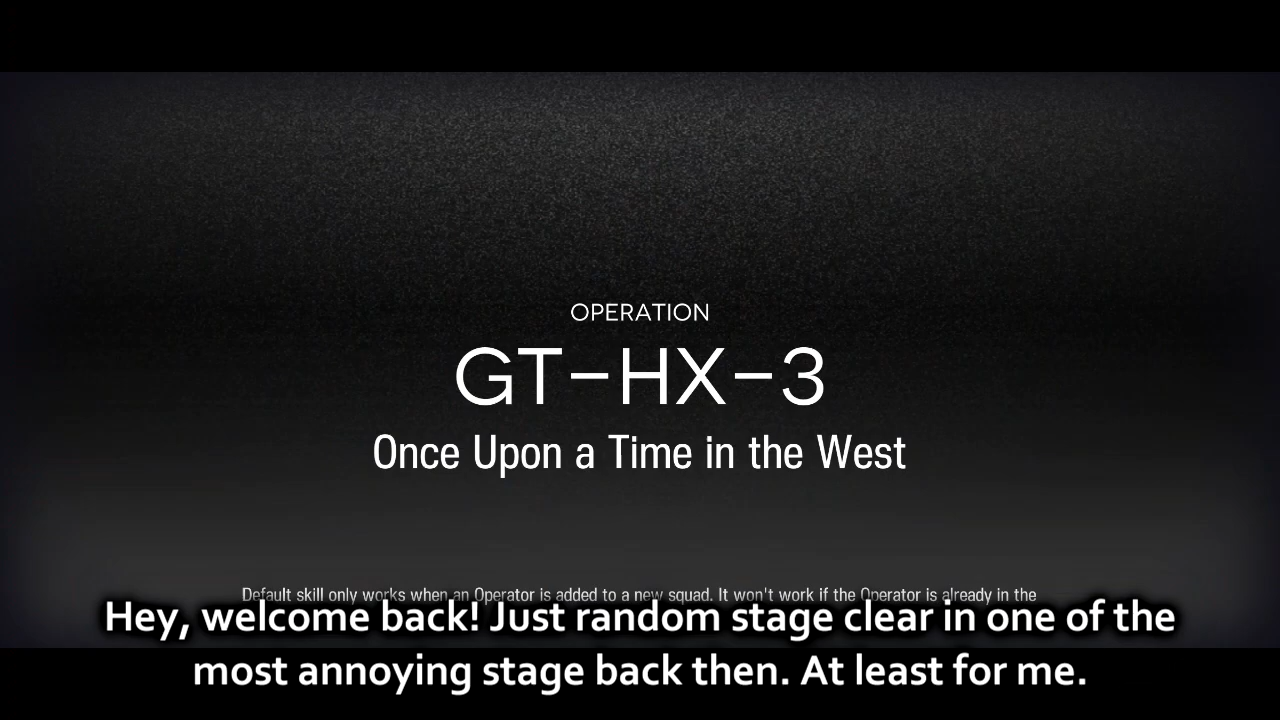 OPERATION
GT-HX-3
Once Upon a Time in the West
Default skill only works when an Operator is added to a new squad. It won't work if the Operator is already in the
Hey, welcome back! Just random stage clear in one of the
most annoying stage back then. At least for me.